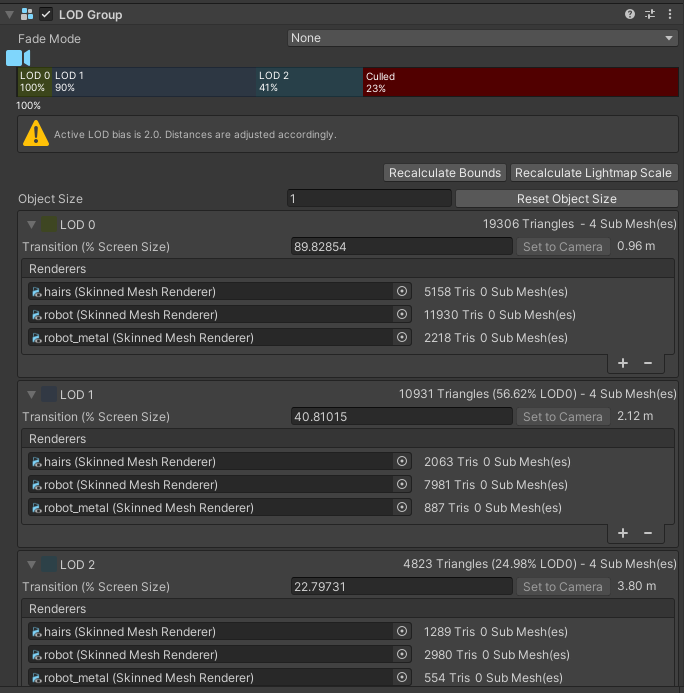 LOD Group
Fade Mode None
LOD 0 LOD 1 LOD 2 Culled
100% 90% 41% 23%
100%
Active LOD bias is 2.0. Distances are adjusted accordingly.
Recalculate Bounds Recalculate Lightmap Scale
Object Size 1 Reset Object Size
LOD 0 19306 Triangles - 4 Sub Mesh(es)
Transition (% Screen Size) 89.82854 Set to Camera 0.96 m
Renderers
hairs (Skinned Mesh Renderer) 5158 Tris 0 Sub Mesh(es)
robot (Skinned Mesh Renderer) 11930 Tris 0 Sub Mesh(es)
robot_metal (Skinned Mesh Renderer) 2218 Tris 0 Sub Mesh(es)
+ −
LOD 1 10931 Triangles (56.62% LOD0) - 4 Sub Mesh(es)
Transition (% Screen Size) 40.81015 Set to Camera 2.12 m
Renderers
hairs (Skinned Mesh Renderer) 2063 Tris 0 Sub Mesh(es)
robot (Skinned Mesh Renderer) 7981 Tris 0 Sub Mesh(es)
robot_metal (Skinned Mesh Renderer) 887 Tris 0 Sub Mesh(es)
+ −
LOD 2 4823 Triangles (24.98% LOD0) - 4 Sub Mesh(es)
Transition (% Screen Size) 22.79731 Set to Camera 3.80 m
Renderers
hairs (Skinned Mesh Renderer) 1289 Tris 0 Sub Mesh(es)
robot (Skinned Mesh Renderer) 2980 Tris 0 Sub Mesh(es)
robot_metal (Skinned Mesh Renderer) 554 Tris 0 Sub Mesh(es)